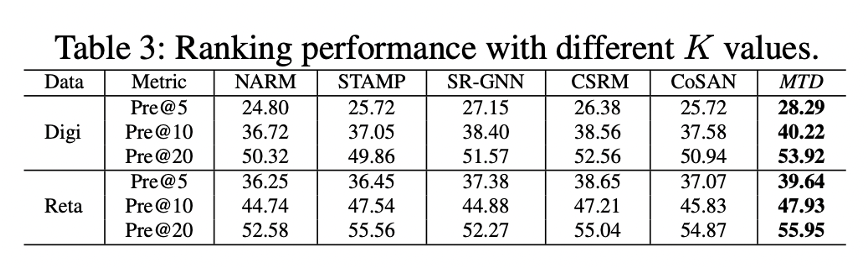 Table 3: Ranking performance with different K values.
Data Metric NARM STAMP SR-GNN CSRM CoSAN MTD
Digi Pre@5 24.80 25.72 27.15 26.38 25.72 28.29
Pre@10 36.72 37.05 38.40 38.56 37.58 40.22
Pre@20 50.32 49.86 51.57 52.56 50.94 53.92
Reta Pre@5 36.25 36.45 37.38 38.65 37.07 39.64
Pre@10 44.74 47.54 44.88 47.21 45.83 47.93
Pre@20 52.58 55.56 52.27 55.04 54.87 55.95